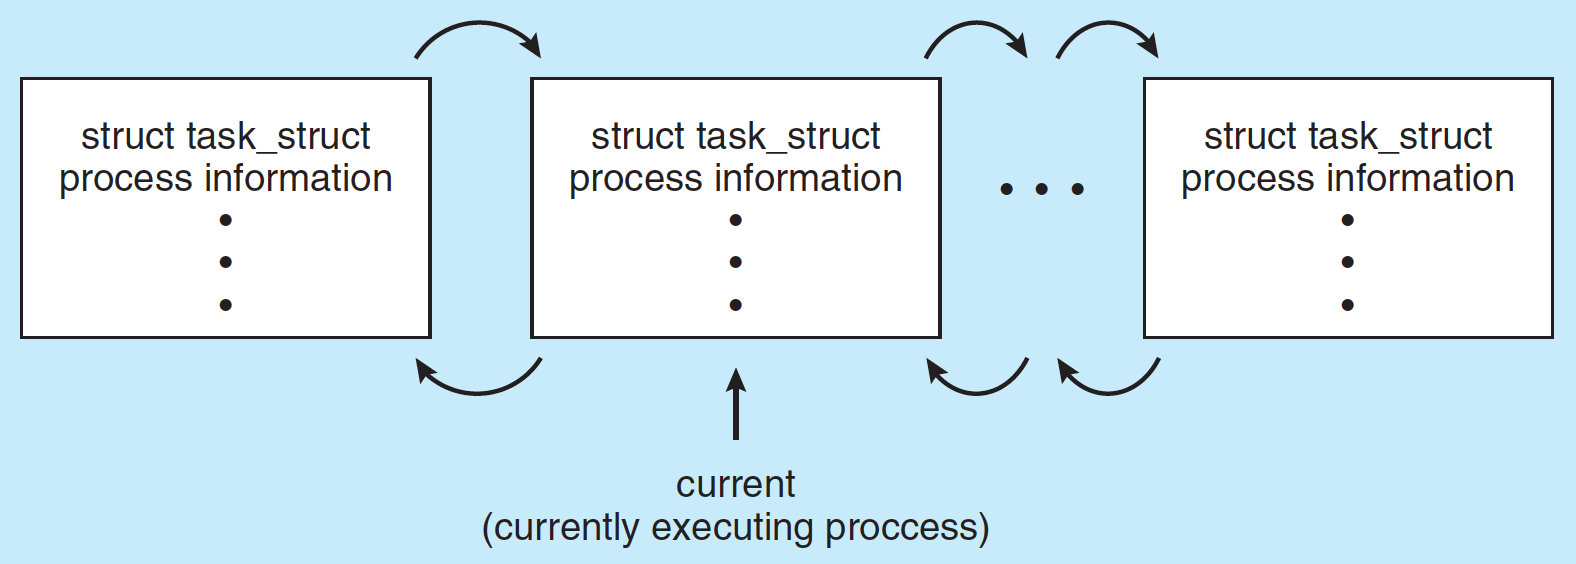 struct task_struct
process information
struct task_struct
process information
struct task_struct
process information
current
(currently executing proccess)